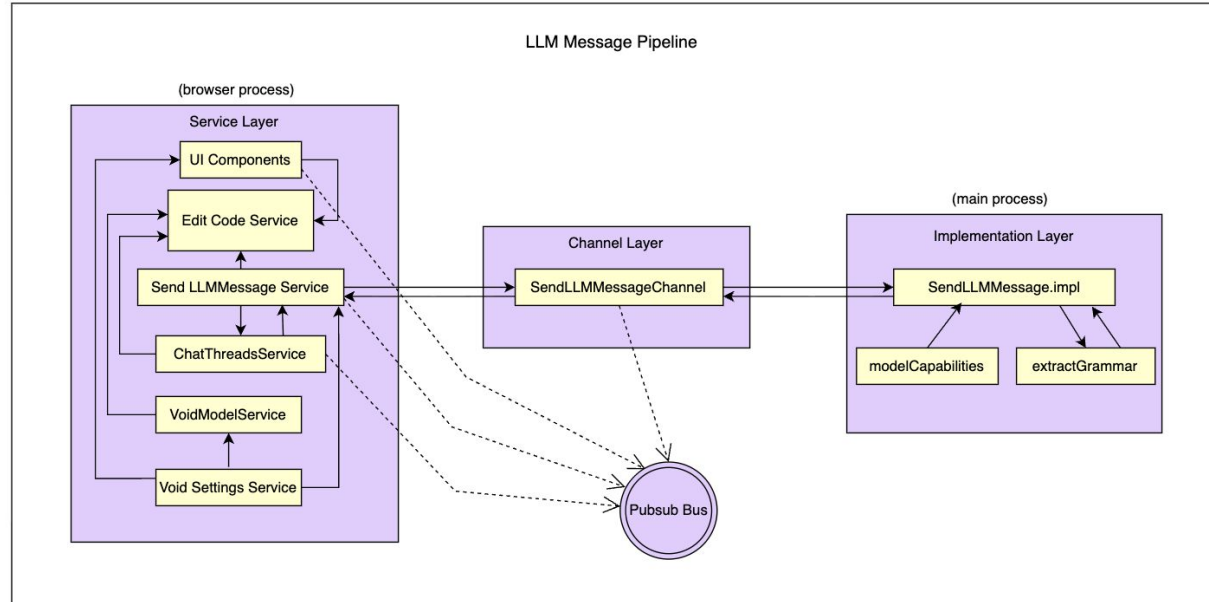 LLM Message Pipeline
(browser process)
Service Layer
UI Components
Edit Code Service
Send LLMMessage Service
ChatThreadsService
VoidModelService
Void Settings Service
Channel Layer
SendLLMMessageChannel
(main process)
Implementation Layer
SendLLMMessage.impl
modelCapabilities
extractGrammar
Pubsub Bus